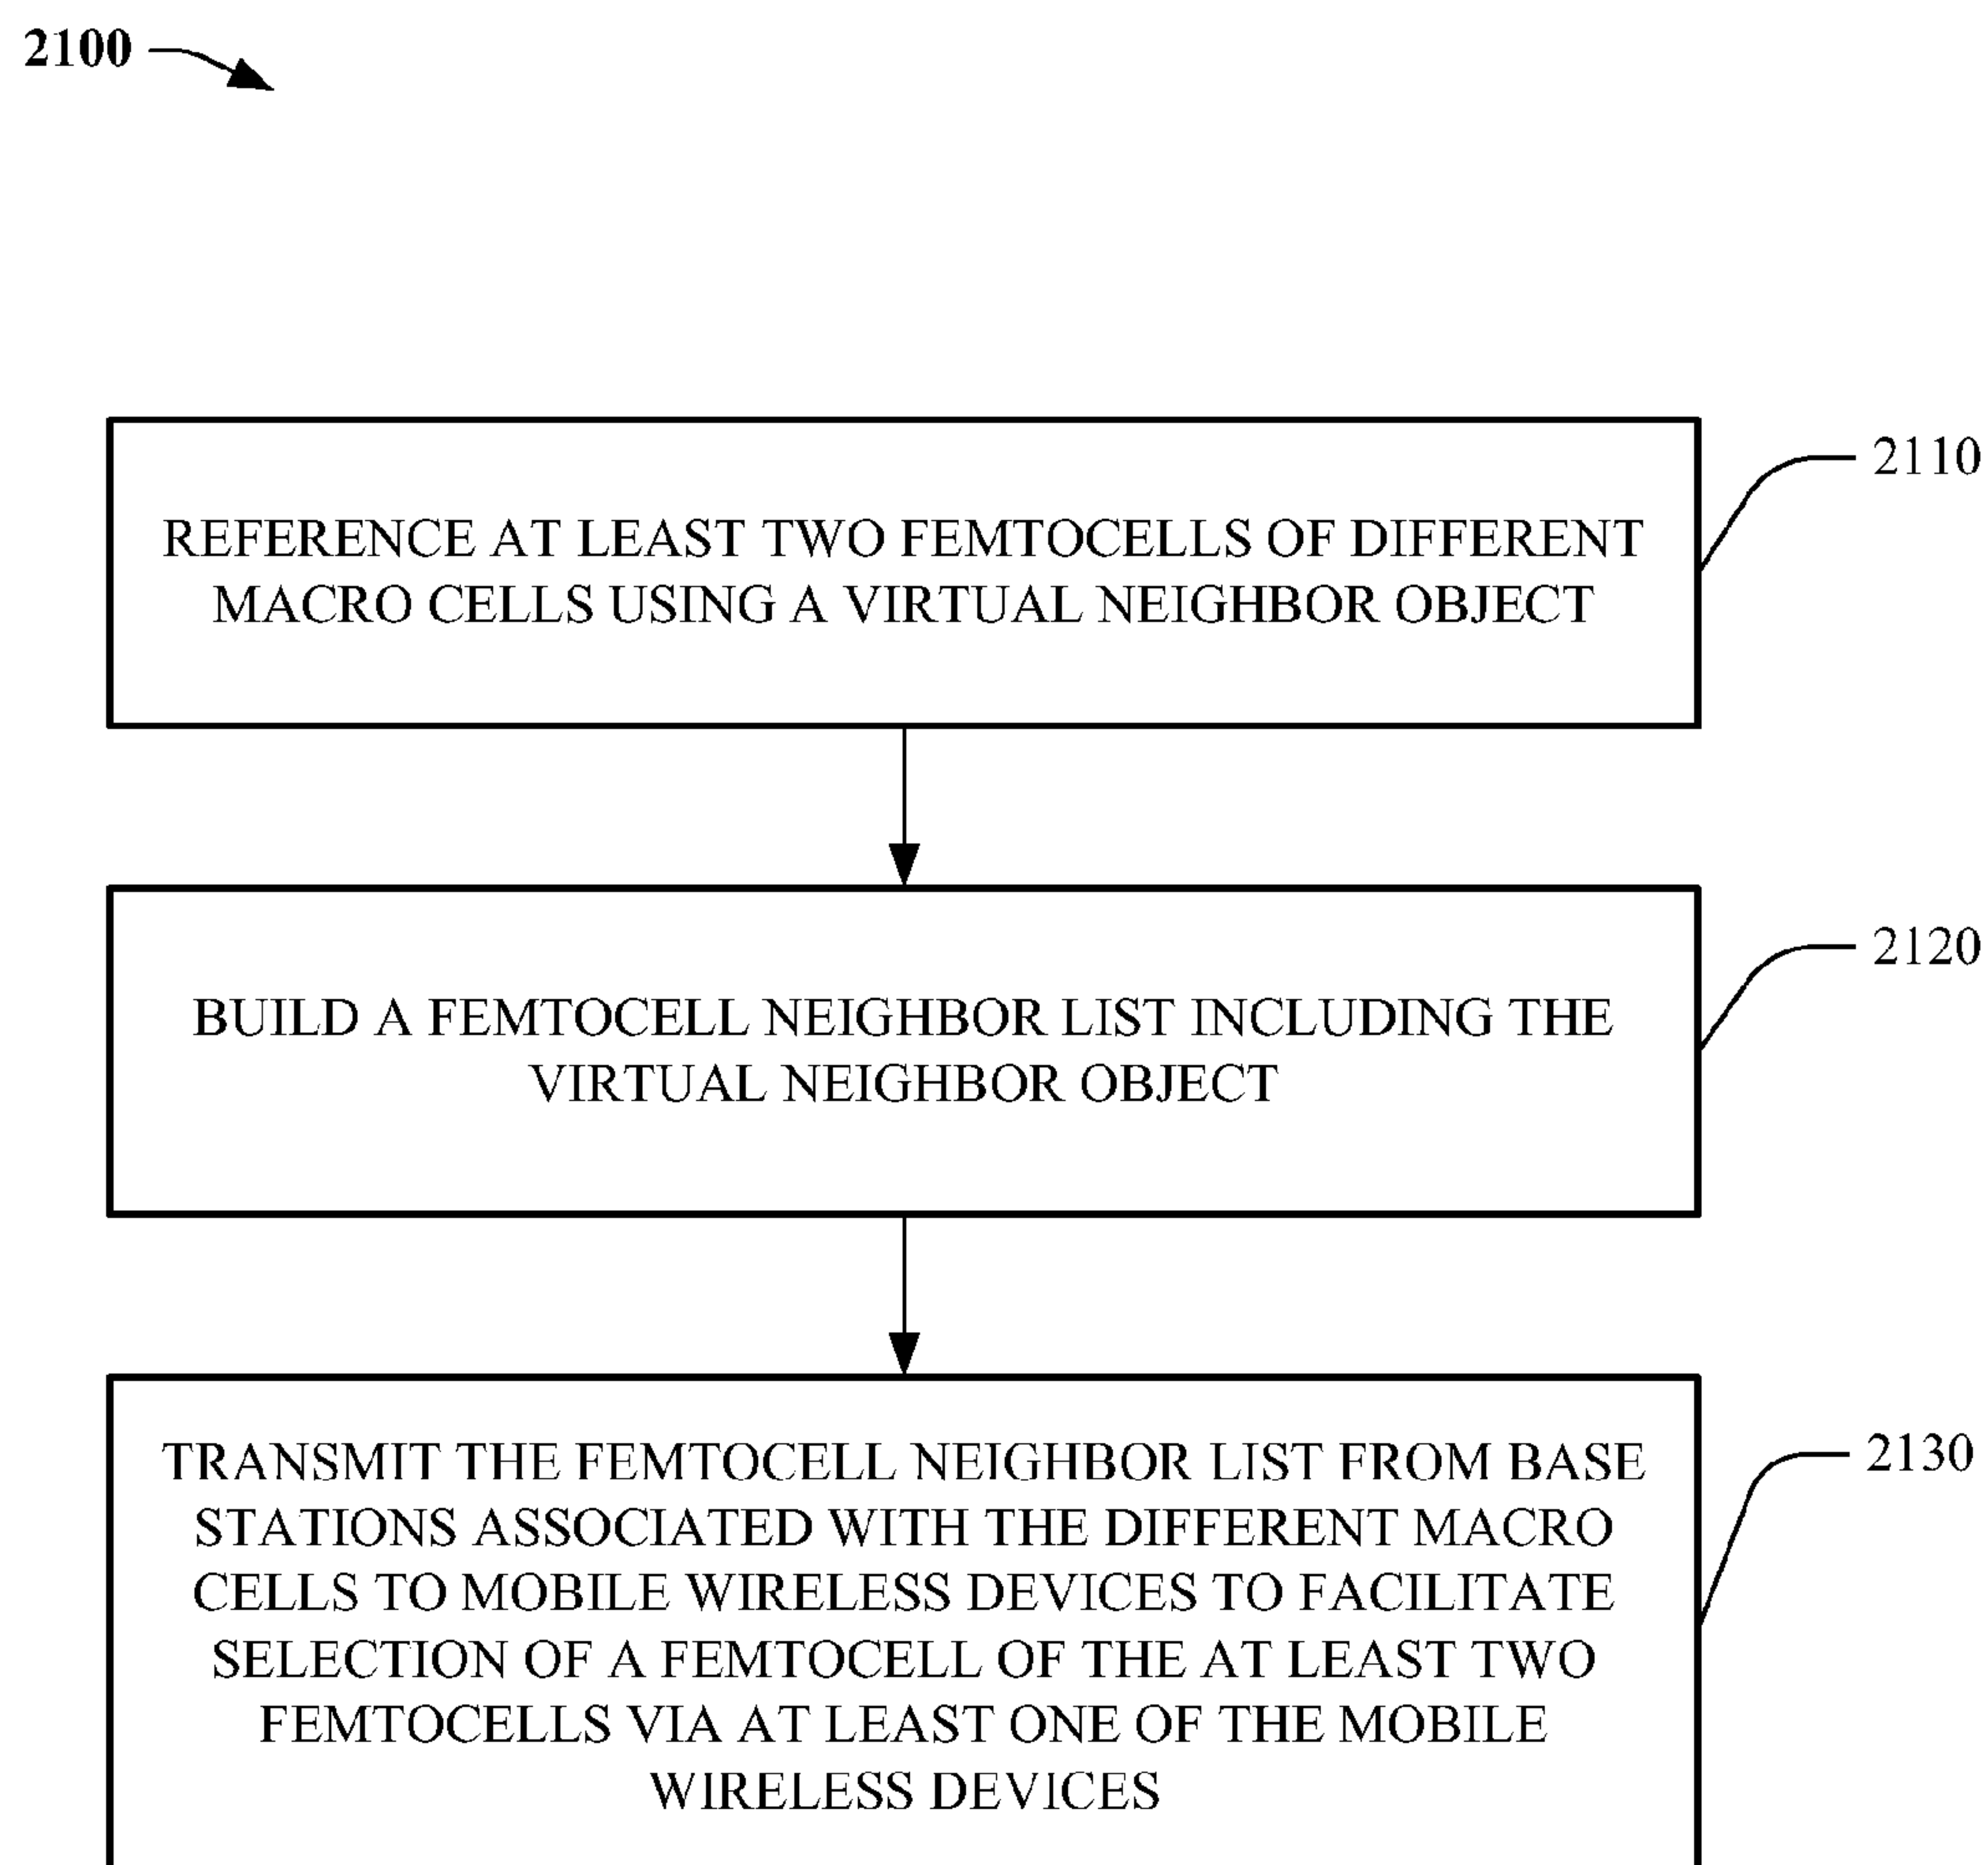 2100
2110
REFERENCE AT LEAST TWO FEMTOCELLS OF DIFFERENT
MACRO CELLS USING A VIRTUAL NEIGHBOR OBJECT
2120
BUILD A FEMTOCELL NEIGHBOR LIST INCLUDING THE
VIRTUAL NEIGHBOR OBJECT
2130
TRANSMIT THE FEMTOCELL NEIGHBOR LIST FROM BASE
STATIONS ASSOCIATED WITH THE DIFFERENT MACRO
CELLS TO MOBILE WIRELESS DEVICES TO FACILITATE
SELECTION OF A FEMTOCELL OF THE AT LEAST TWO
FEMTOCELLS VIA AT LEAST ONE OF THE MOBILE
WIRELESS DEVICES